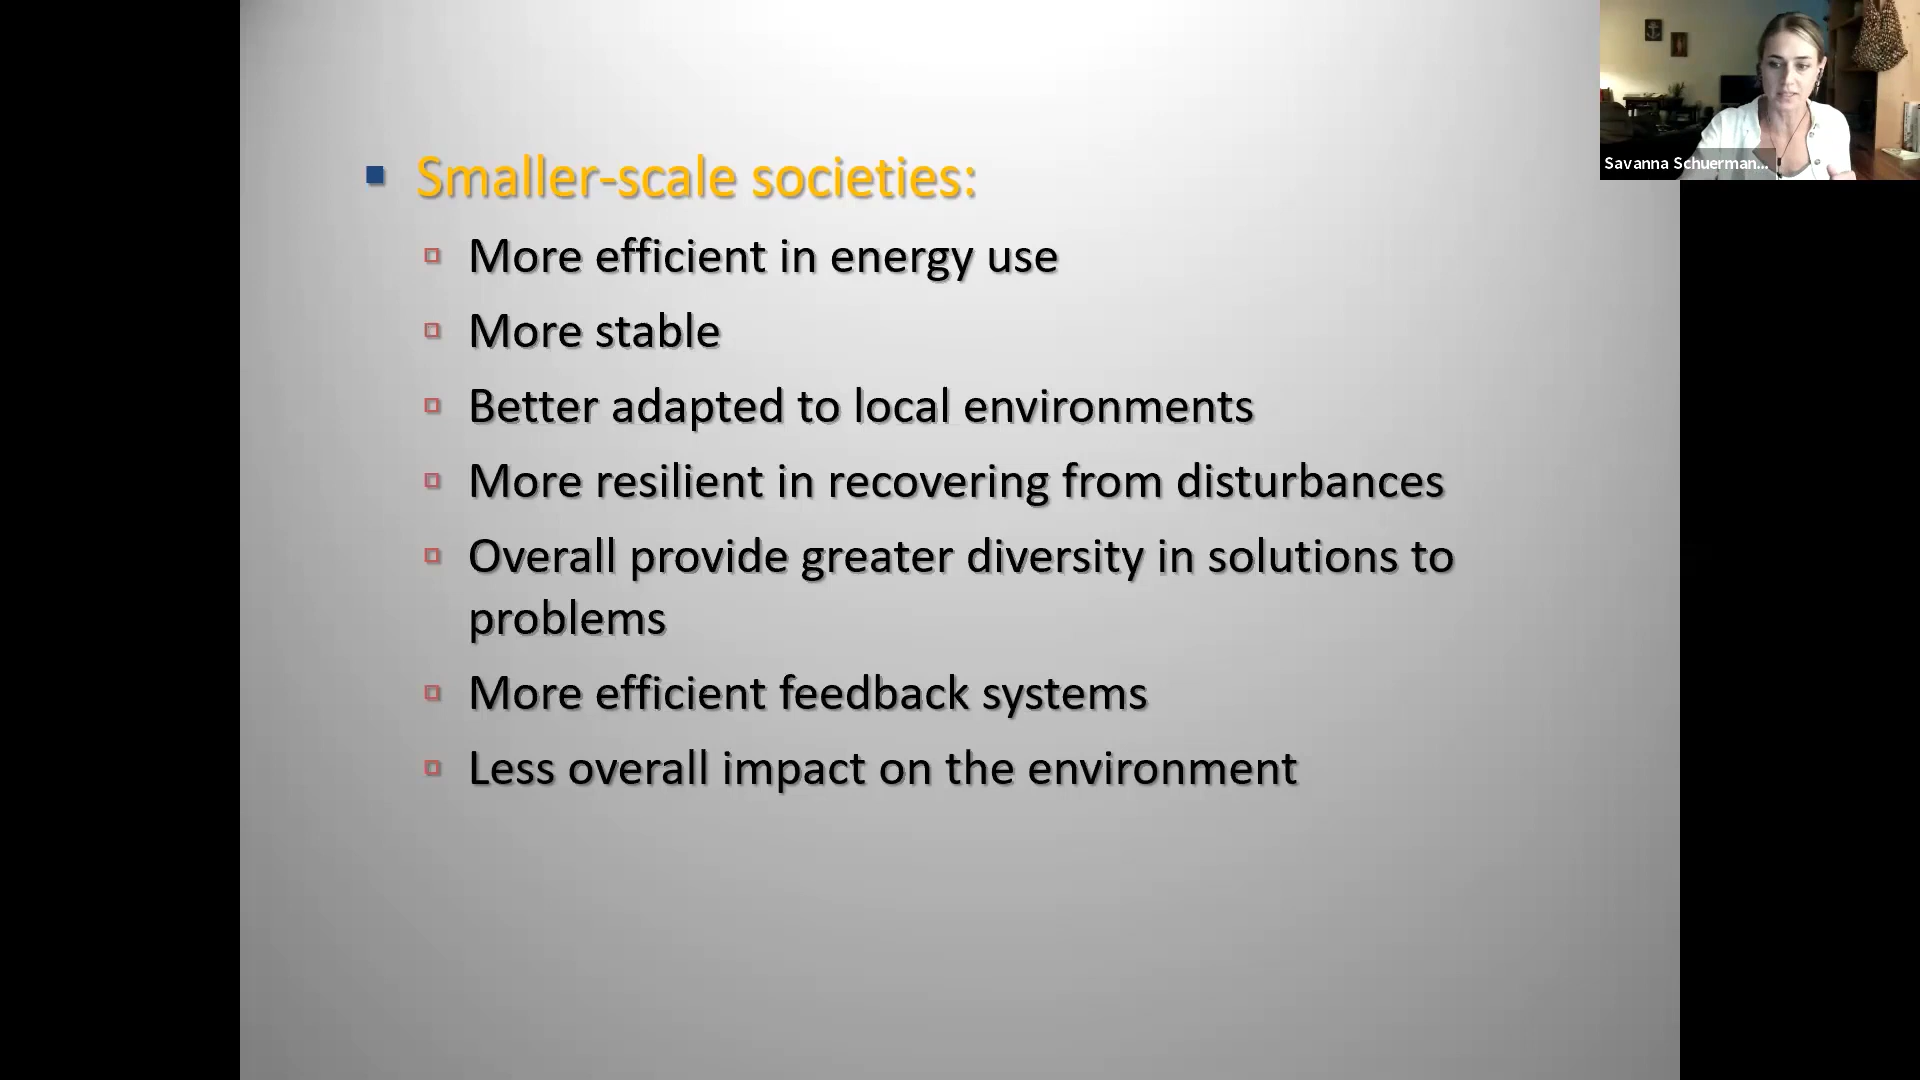 Smaller-scale societies:
More efficient in energy use
More stable
Better adapted to local environments
More resilient in recovering from disturbances
Overall provide greater diversity in solutions to
problems
More efficient feedback systems
Less overall impact on the environment
Savanna Schuerman...